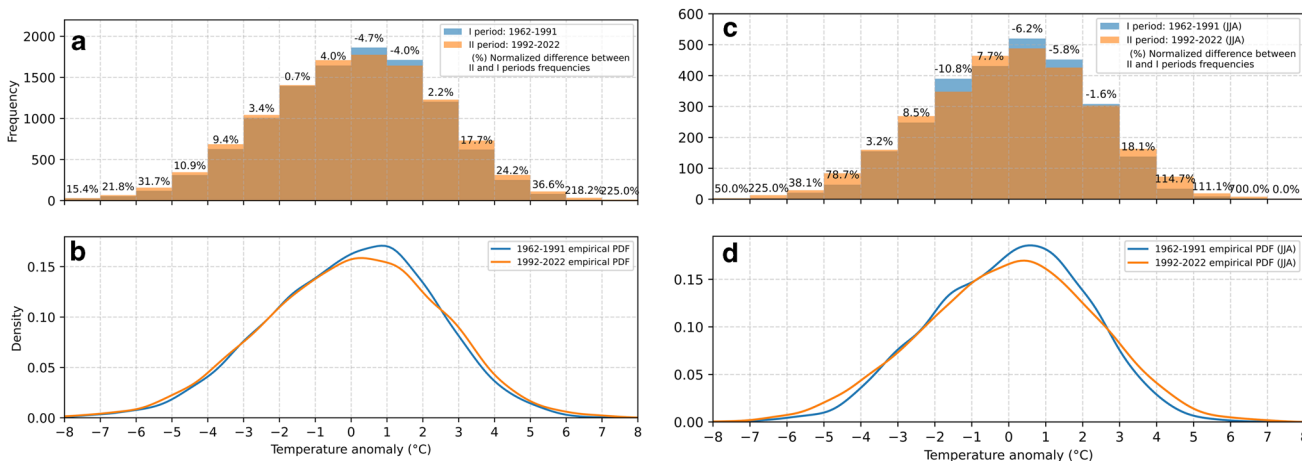 a
I period: 1962-1991
II period: 1992-2022
(%) Normalized difference between
II and I periods frequencies
Frequency
2000
1500
1000
500
0
15.4%
21.8%
31.7%
10.9%
9.4%
3.4%
0.7%
4.0%
-4.7%
-4.0%
2.2%
17.7%
24.2%
36.6%
218.2%
225.0%
b
1962-1991 empirical PDF
1992-2022 empirical PDF
Density
0.15
0.10
0.05
0.00
−8 −7 −6 −5 −4 −3 −2 −1 0 1 2 3 4 5 6 7 8
Temperature anomaly (°C)
c
I period: 1962-1991 (JJA)
II period: 1992-2022 (JJA)
(%) Normalized difference between
II and I periods frequencies
600
500
400
300
200
100
0
50.0%
225.0%
38.1%
78.7%
3.2%
8.5%
-10.8%
7.7%
-6.2%
-5.8%
-1.6%
18.1%
114.7%
111.1%
700.0%
0.0%
d
1962-1991 empirical PDF (JJA)
1992-2022 empirical PDF (JJA)
0.15
0.10
0.05
0.00
−8 −7 −6 −5 −4 −3 −2 −1 0 1 2 3 4 5 6 7 8
Temperature anomaly (°C)